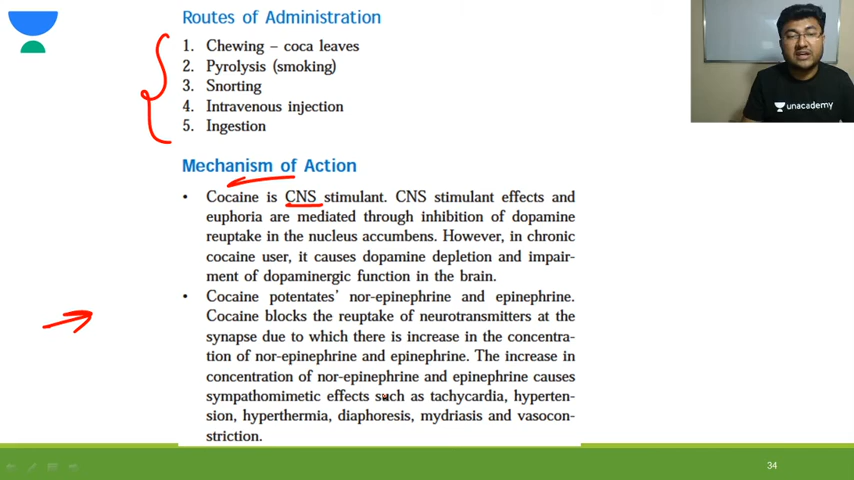 Routes of Administration
1. Chewing – coca leaves
2. Pyrolysis (smoking)
3. Snorting
4. Intravenous injection
5. Ingestion
Mechanism of Action
• Cocaine is CNS stimulant. CNS stimulant effects and
euphoria are mediated through inhibition of dopamine
reuptake in the nucleus accumbens. However, in chronic
cocaine user, it causes dopamine depletion and impair-
ment of dopaminergic function in the brain.
• Cocaine potentates’ nor-epinephrine and epinephrine.
Cocaine blocks the reuptake of neurotransmitters at the
synapse due to which there is increase in the concentra-
tion of nor-epinephrine and epinephrine. The increase in
concentration of nor-epinephrine and epinephrine causes
sympathomimetic effects such as tachycardia, hyperten-
sion, hyperthermia, diaphoresis, mydriasis and vasocon-
striction.
unacademy
34